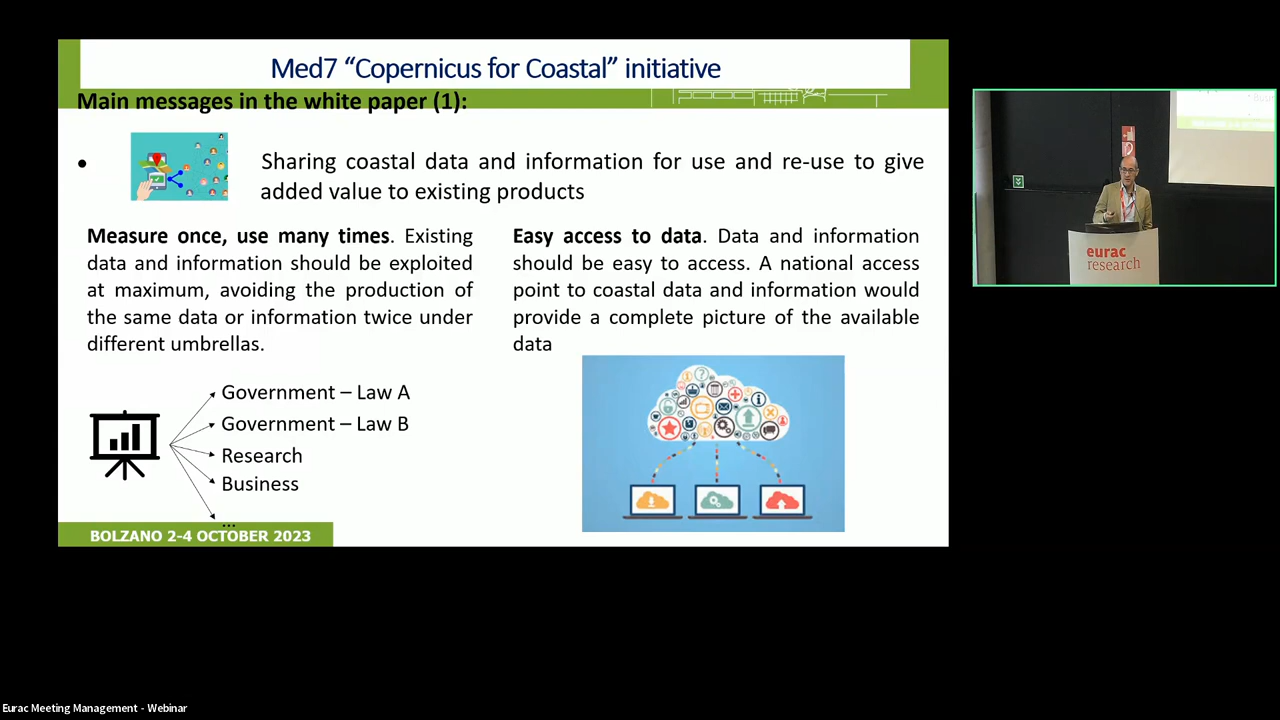 Med7 “Copernicus for Coastal” initiative
Main messages in the white paper (1):
• Sharing coastal data and information for use and re-use to give
added value to existing products
Measure once, use many times. Existing
data and information should be exploited
at maximum, avoiding the production of
the same data or information twice under
different umbrellas.
Easy access to data. Data and information
should be easy to access. A national access
point to coastal data and information would
provide a complete picture of the available
data
Government – Law A
Government – Law B
Research
Business
...
BOLZANO 2-4 OCTOBER 2023
eurac
research
Eurac Meeting Management - Webinar